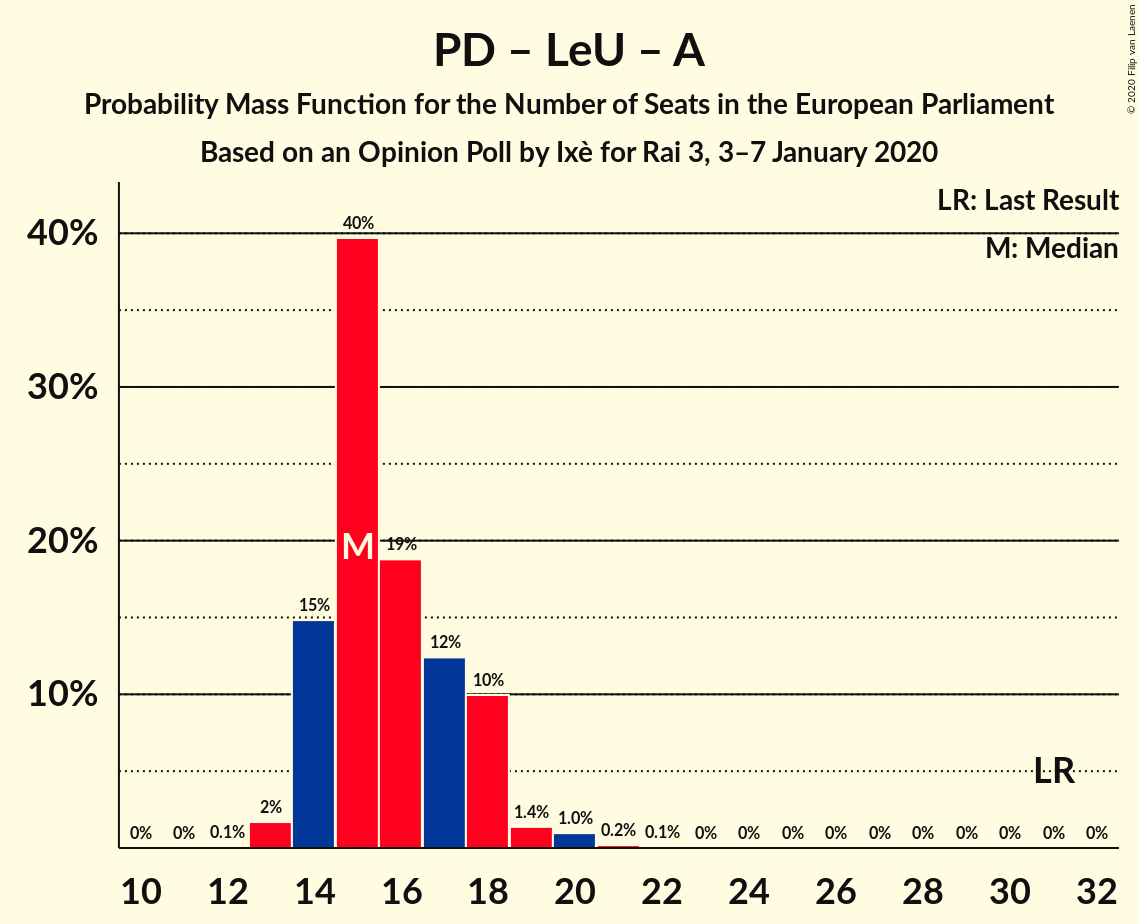 © 2020 Filip van Laenen
PD – LeU – A
Probability Mass Function for the Number of Seats in the European Parliament
Based on an Opinion Poll by Ixè for Rai 3, 3–7 January 2020
LR: Last Result
M: Median
40%
30%
20%
10%
0% 0% 0.1% 2% 15% 40% 19% 12% 10% 1.4% 1.0% 0.2% 0.1% 0% 0% 0% 0% 0% 0% 0% 0% 0% 0%
M
LR
10 12 14 16 18 20 22 24 26 28 30 32